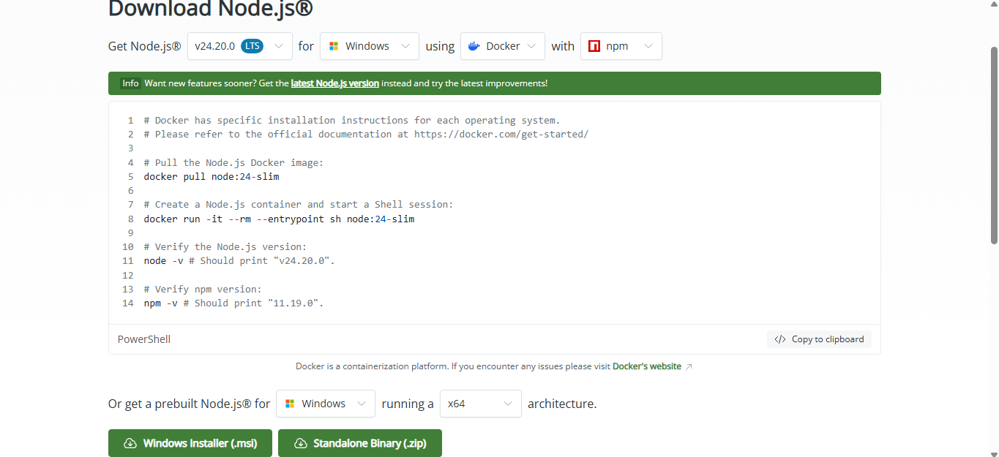 Download Node.js®
Get Node.js® v24.20.0 LTS for Windows using Docker with npm
Info Want new features sooner? Get the latest Node.js version instead and try the latest improvements!
1 # Docker has specific installation instructions for each operating system.
2 # Please refer to the official documentation at https://docker.com/get-started/
3
4 # Pull the Node.js Docker image:
5 docker pull node:24-slim
6
7 # Create a Node.js container and start a Shell session:
8 docker run -it --rm --entrypoint sh node:24-slim
9
10 # Verify the Node.js version:
11 node -v # Should print "v24.20.0".
12
13 # Verify npm version:
14 npm -v # Should print "11.19.0".
PowerShell
</> Copy to clipboard
Docker is a containerization platform. If you encounter any issues please visit Docker's website
Or get a prebuilt Node.js® for Windows running a x64 architecture.
Windows Installer (.msi) Standalone Binary (.zip)